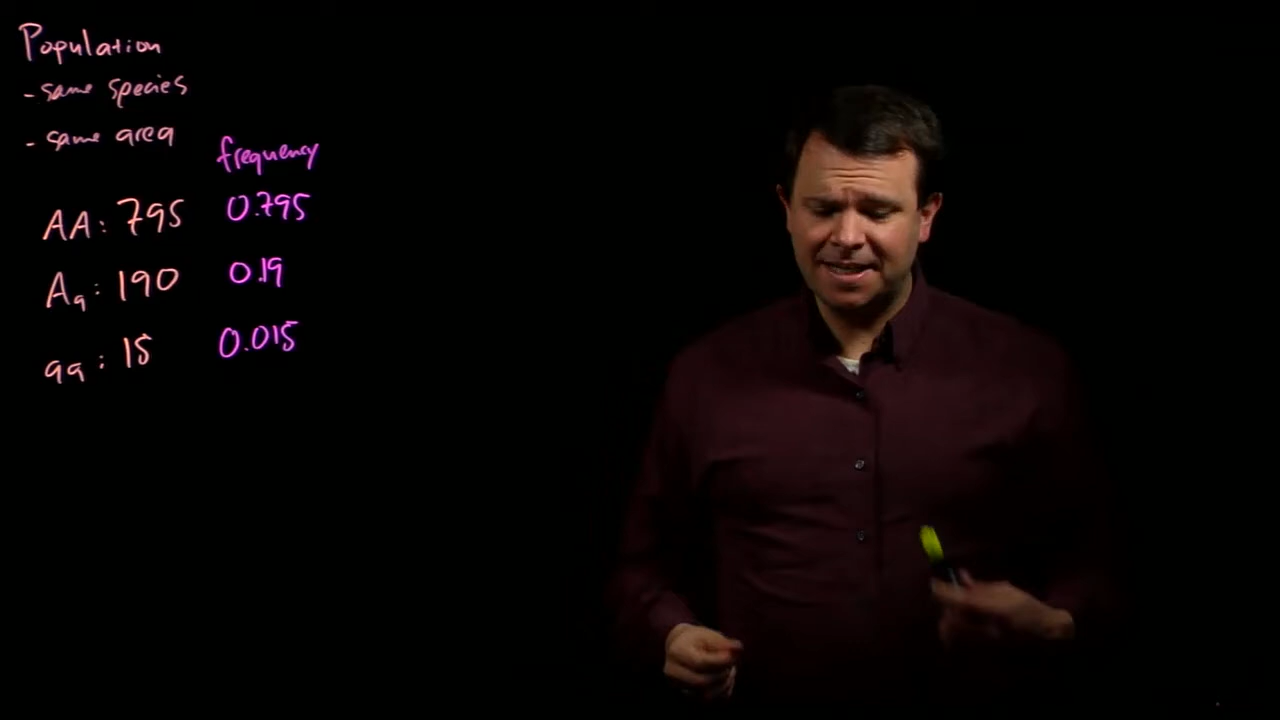 Population
- same species
- same area
frequency
AA: 795 0.795
Aa: 190 0.19
aa: 15 0.015